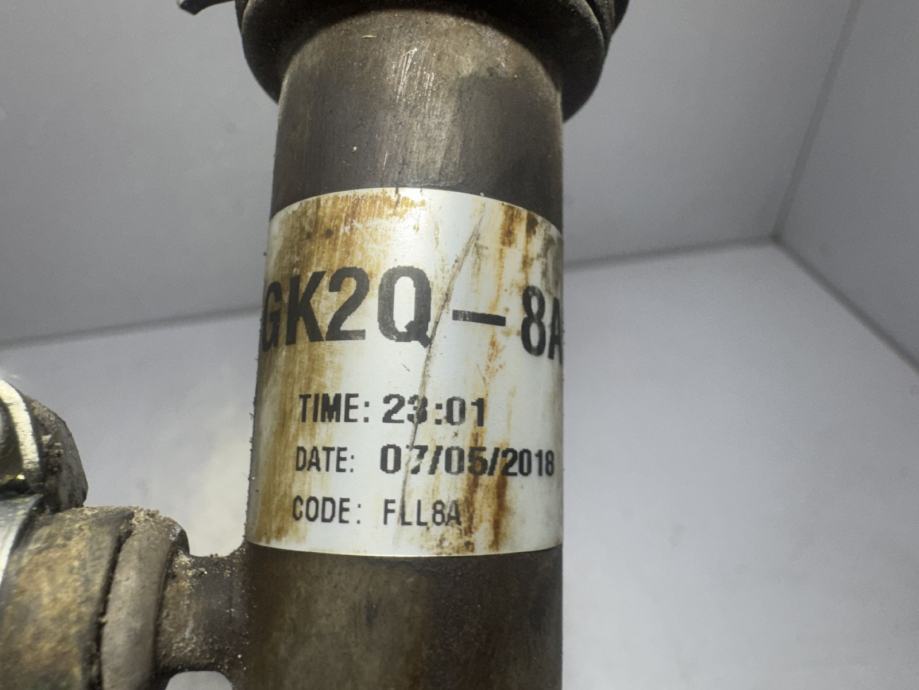 GK2Q-8A
TIME: 23:01
DATE: 07/05/2018
CODE: FLL8A